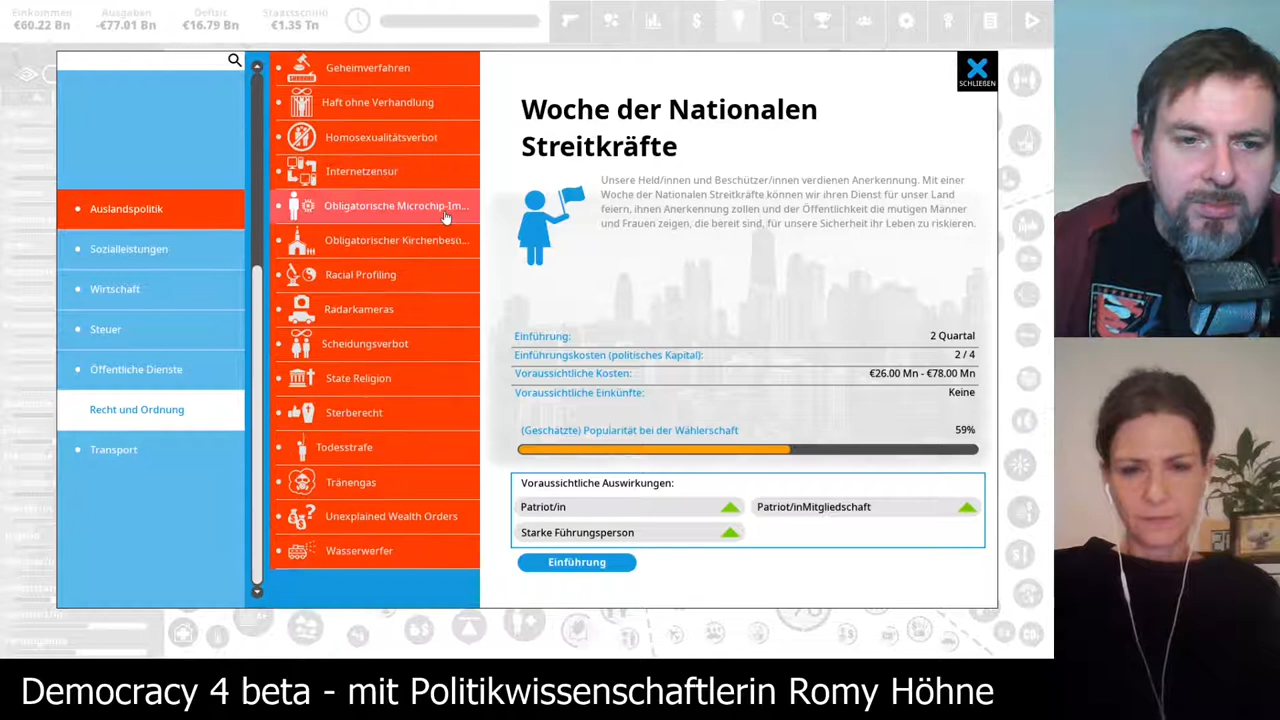 Einkommen
€60.22 Bn
Ausgaben
-€77.01 Bn
Defizit
€16.79 Bn
Staatsschuld
€1.35 Tn
Auslandspolitik
Sozialleistungen
Wirtschaft
Steuer
Öffentliche Dienste
Recht und Ordnung
Transport
Geheimverfahren
Haft ohne Verhandlung
Homosexualitätsverbot
Internetzensur
Obligatorische Microchip-Im...
Obligatorischer Kirchenbesu...
Racial Profiling
Radarkameras
Scheidungsverbot
State Religion
Sterberecht
Todesstrafe
Tränengas
Unexplained Wealth Orders
Wasserwerfer
SCHLIEßEN
Woche der Nationalen
Streitkräfte
Unsere Held/innen und Beschützer/innen verdienen Anerkennung. Mit einer
Woche der Nationalen Streitkräfte können wir ihren Dienst für unser Land
feiern, ihnen Anerkennung zollen und der Öffentlichkeit die mutigen Männer
und Frauen zeigen, die bereit sind, für unsere Sicherheit ihr Leben zu riskieren.
Einführung: 2 Quartal
Einführungskosten (politisches Kapital): 2 / 4
Voraussichtliche Kosten: €26.00 Mn - €78.00 Mn
Voraussichtliche Einkünfte: Keine
(Geschätzte) Popularität bei der Wählerschaft 59%
Voraussichtliche Auswirkungen:
Patriot/in Patriot/inMitgliedschaft
Starke Führungsperson
Einführung
Democracy 4 beta - mit Politikwissenschaftlerin Romy Höhne